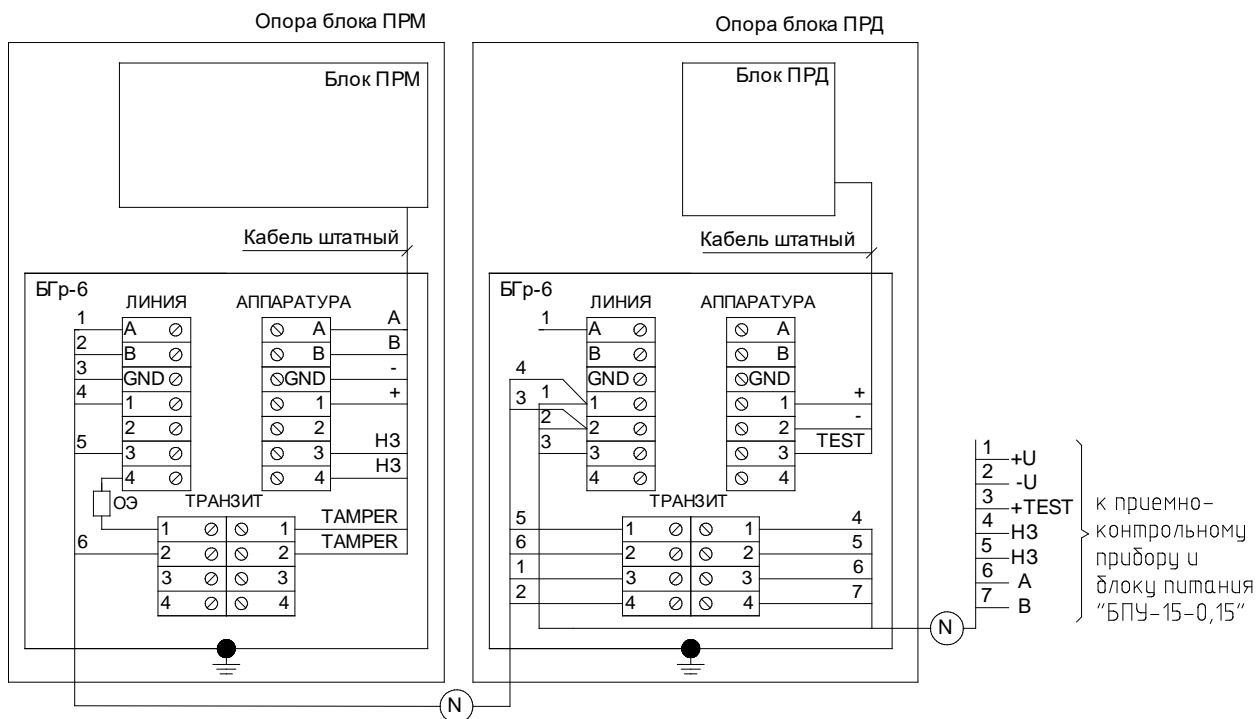 Опора блока ПРМ
Блок ПРМ
Кабель штатный
БГр-6
ЛИНИЯ
АППАРАТУРА
1
2
3
4
5
6
A
B
GND
1
2
3
4
A
B
GND
1
2
3
4
A
B
-
+
НЗ
НЗ
ОЭ
ТРАНЗИТ
1
2
3
4
1
2
3
4
TAMPER
TAMPER
Опора блока ПРД
Блок ПРД
Кабель штатный
БГр-6
ЛИНИЯ
АППАРАТУРА
1
4
3
1
2
3
A
B
GND
1
2
3
4
A
B
GND
1
2
3
4
+
-
TEST
ТРАНЗИТ
5
6
1
2
1
2
3
4
1
2
3
4
4
5
6
7
N
N
1 +U
2 -U
3 +TEST
4 НЗ
5 НЗ
6 A
7 B
к приемно-
контрольному
прибору и
блоку питания
"БПУ-15-0,15"